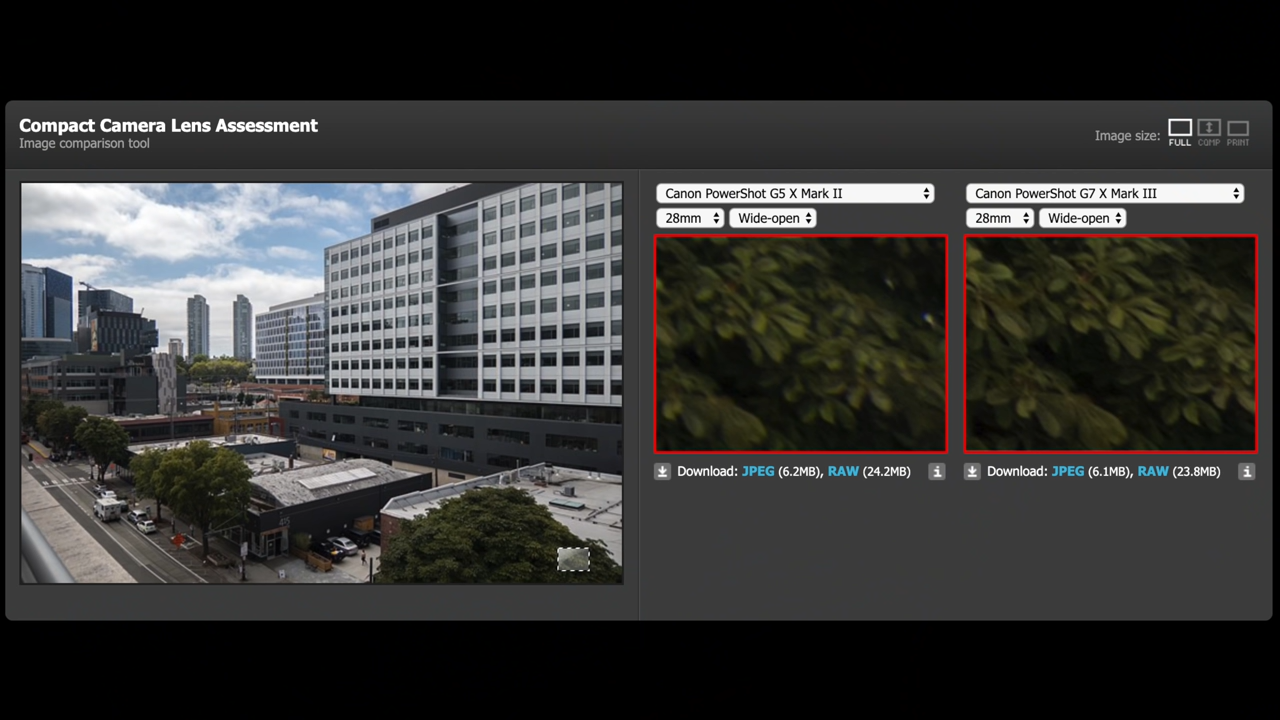 Compact Camera Lens Assessment
Image comparison tool
Image size:
FULL COMP PRINT
Canon PowerShot G5 X Mark II
28mm Wide-open
Download: JPEG (6.2MB), RAW (24.2MB)
Canon PowerShot G7 X Mark III
28mm Wide-open
Download: JPEG (6.1MB), RAW (23.8MB)